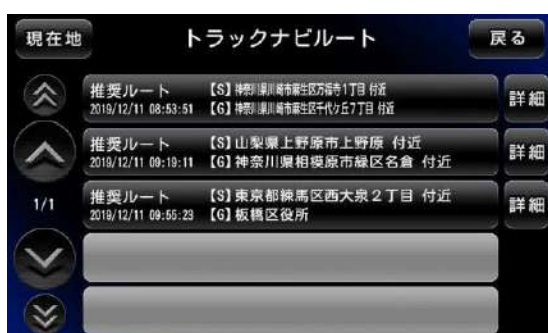 現在地
トラックナビルート
戻る
推奨ルート 【S】神奈川県川崎市麻生区万福寺1丁目 付近
2019/12/11 08:53:51 【G】神奈川県川崎市麻生区千代ケ丘7丁目 付近
詳細
推奨ルート 【S】山梨県上野原市上野原 付近
2019/12/11 09:19:11 【G】神奈川県相模原市緑区名倉 付近
詳細
1/1
推奨ルート 【S】東京都練馬区西大泉2丁目 付近
2019/12/11 09:55:23 【G】板橋区役所
詳細